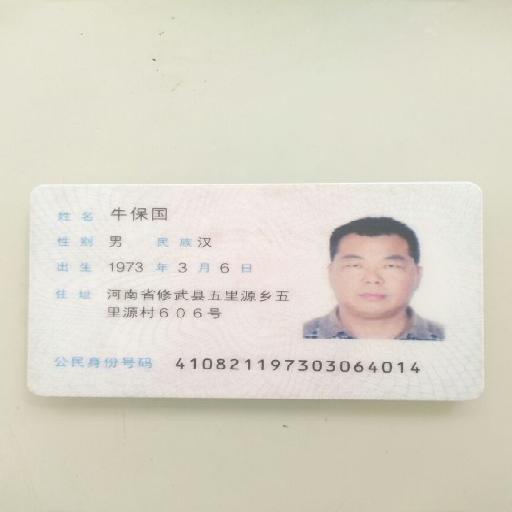 姓名 牛保国
性别 男 民族 汉
出生 1973 年 3 月 6 日
住址 河南省修武县五里源乡五
里源村606号
公民身份号码 410821197303064014